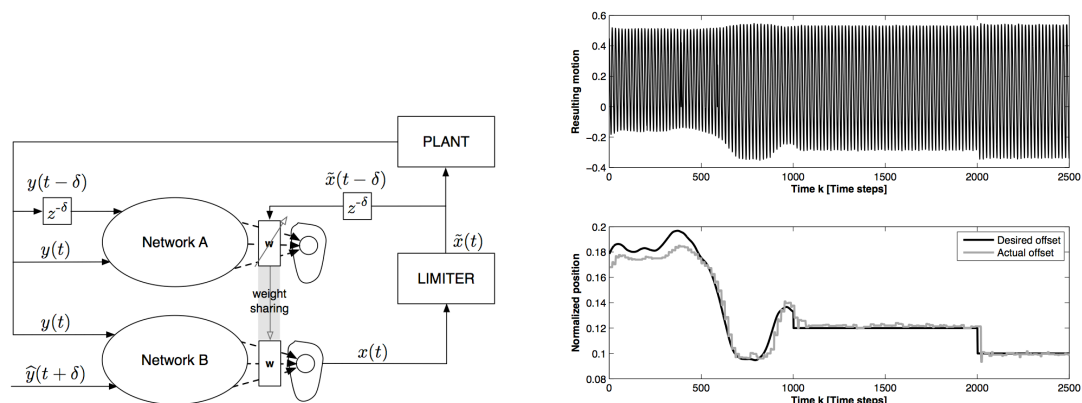 PLANT
y(t − δ)
x̃(t − δ)
z^{-δ}
z^{-δ}
Network A
w
x̃(t)
y(t)
LIMITER
weight
sharing
y(t)
Network B
w
x(t)
ŷ(t + δ)
0.6
0.4
0.2
0
−0.2
−0.4
Resulting motion
0 500 1000 1500 2000 2500
Time k [Time steps]
0.2
0.18
0.16
0.14
0.12
0.1
0.08
Normalized position
Desired offset
Actual offset
0 500 1000 1500 2000 2500
Time k [Time steps]